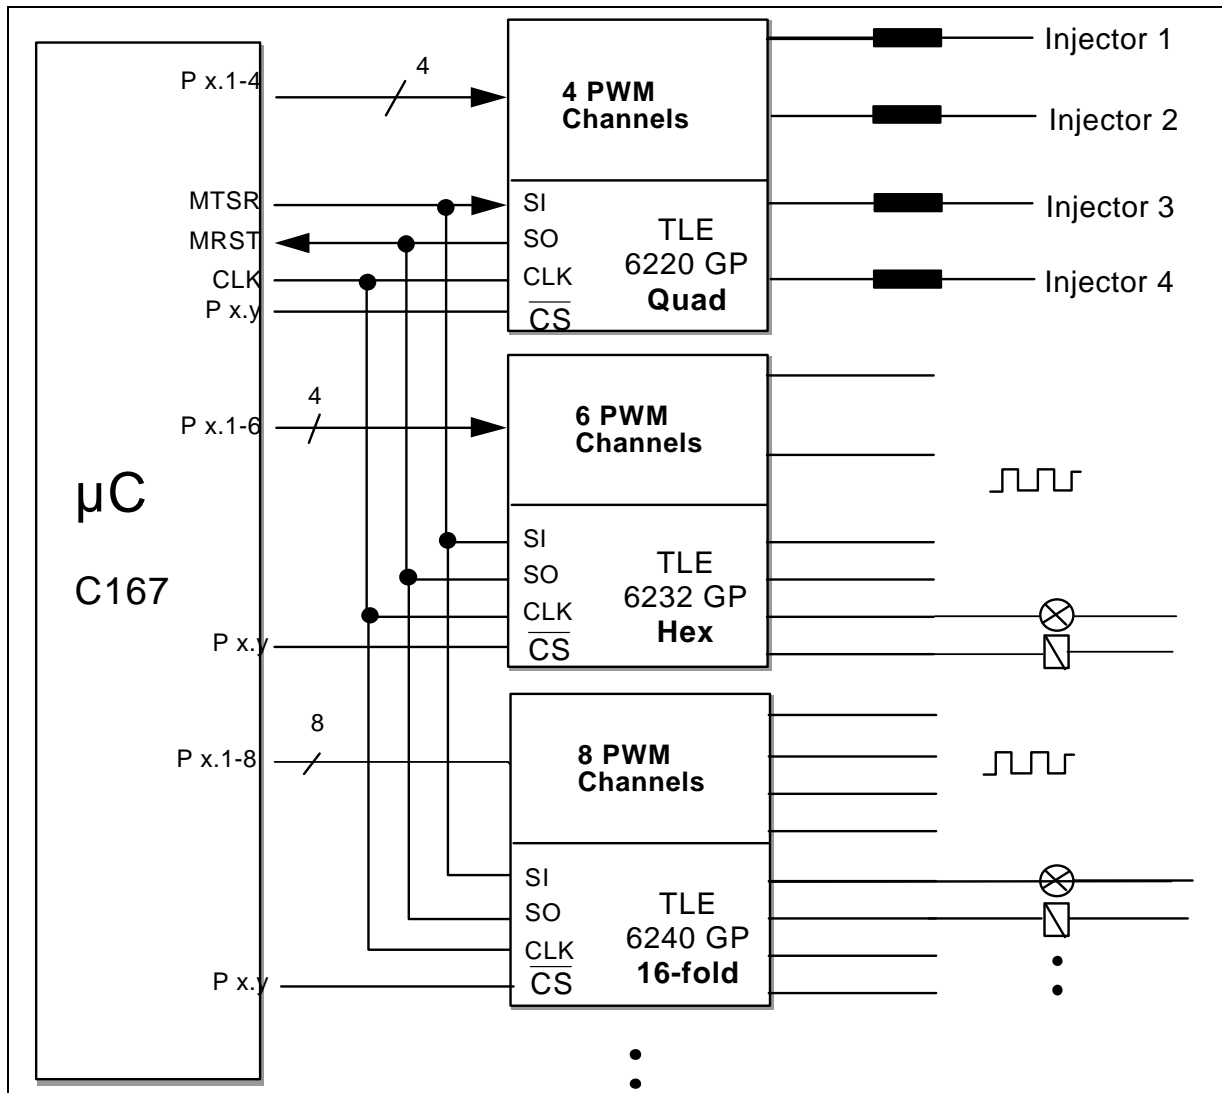 µC
C167
P x.1-4
4
4 PWM
Channels
MTSR
MRST
CLK
P x.y
SI
SO
CLK
CS
TLE
6220 GP
Quad
Injector 1
Injector 2
Injector 3
Injector 4
P x.1-6
4
6 PWM
Channels
P x.y
SI
SO
CLK
CS
TLE
6232 GP
Hex
P x.1-8
8
8 PWM
Channels
P x.y
SI
SO
CLK
CS
TLE
6240 GP
16-fold